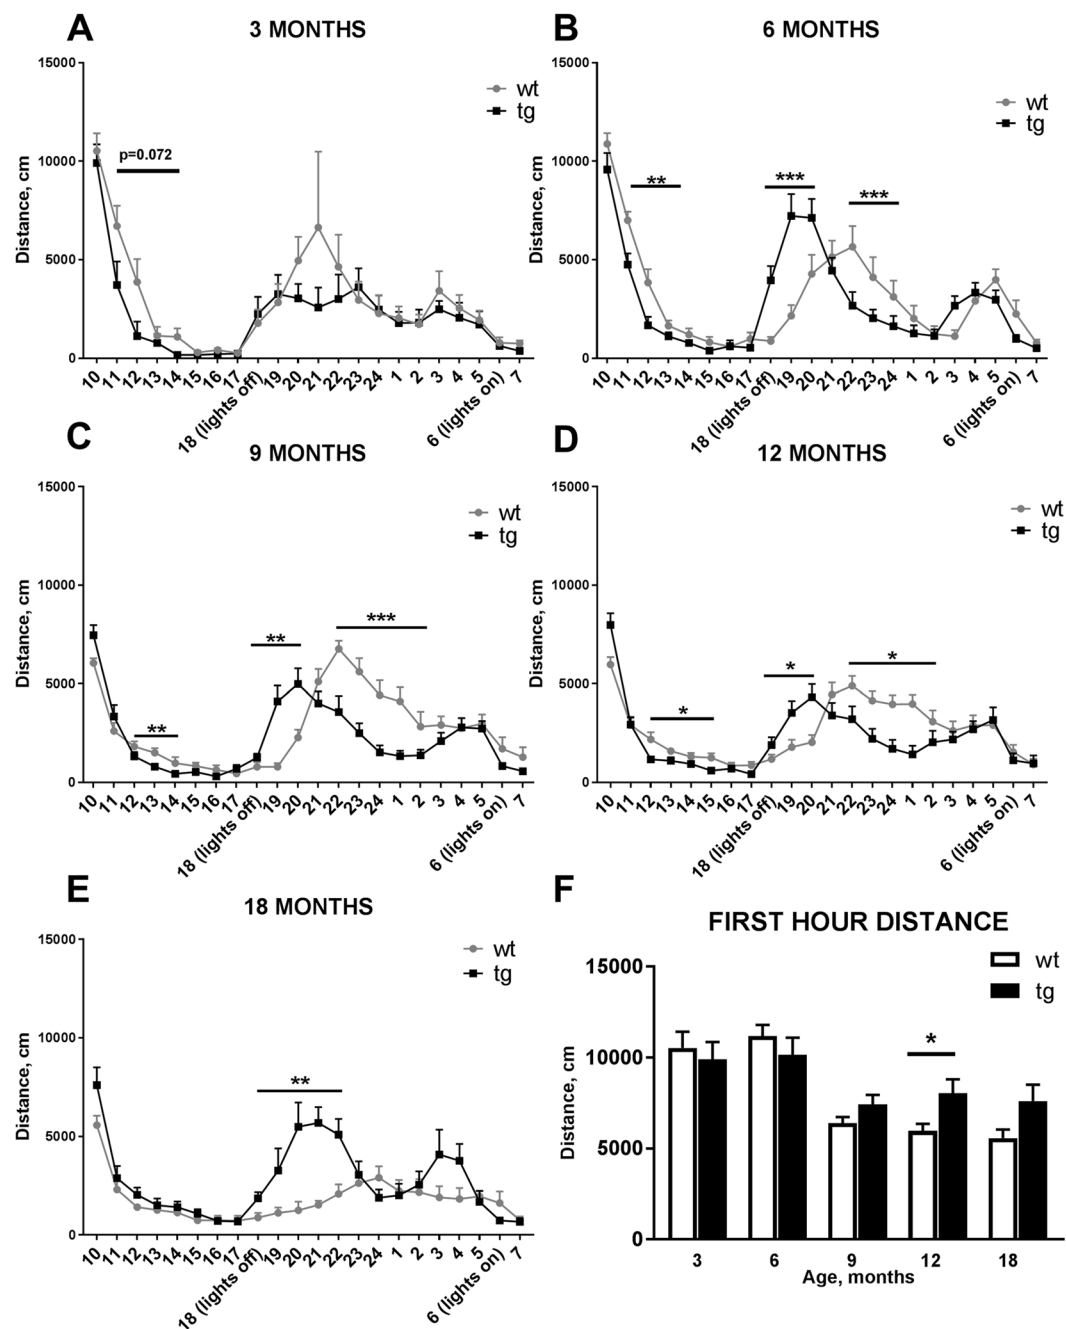 A
3 MONTHS
15000
10000
5000
0
Distance, cm
wt
tg
p=0.072
10 11 12 13 14 15 16 17 18 (lights off) 19 20 21 22 23 24 1 2 3 4 5 6 (lights on) 7
B
6 MONTHS
15000
10000
5000
0
Distance, cm
wt
tg
**
***
***
10 11 12 13 14 15 16 17 18 (lights off) 19 20 21 22 23 24 1 2 3 4 5 6 (lights on) 7
C
9 MONTHS
15000
10000
5000
0
Distance, cm
wt
tg
**
**
***
10 11 12 13 14 15 16 17 18 (lights off) 19 20 21 22 23 24 1 2 3 4 5 6 (lights on) 7
D
12 MONTHS
15000
10000
5000
0
Distance, cm
wt
tg
*
*
*
10 11 12 13 14 15 16 17 18 (lights off) 19 20 21 22 23 24 1 2 3 4 5 6 (lights on) 7
E
18 MONTHS
15000
10000
5000
0
Distance, cm
wt
tg
**
10 11 12 13 14 15 16 17 18 (lights off) 19 20 21 22 23 24 1 2 3 4 5 6 (lights on) 7
F
FIRST HOUR DISTANCE
15000
10000
5000
0
Distance, cm
wt
tg
*
3 6 9 12 18
Age, months